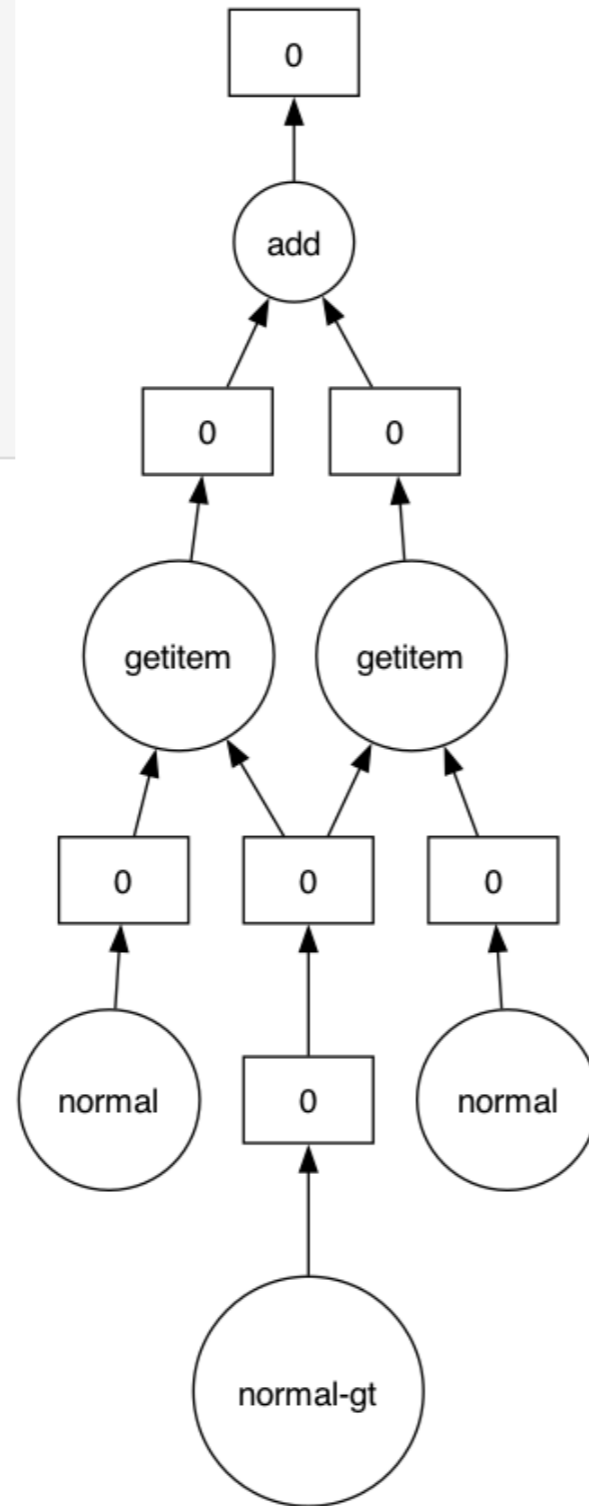 0
add
0 0
getitem getitem
0 0 0
normal 0 normal
normal-gt